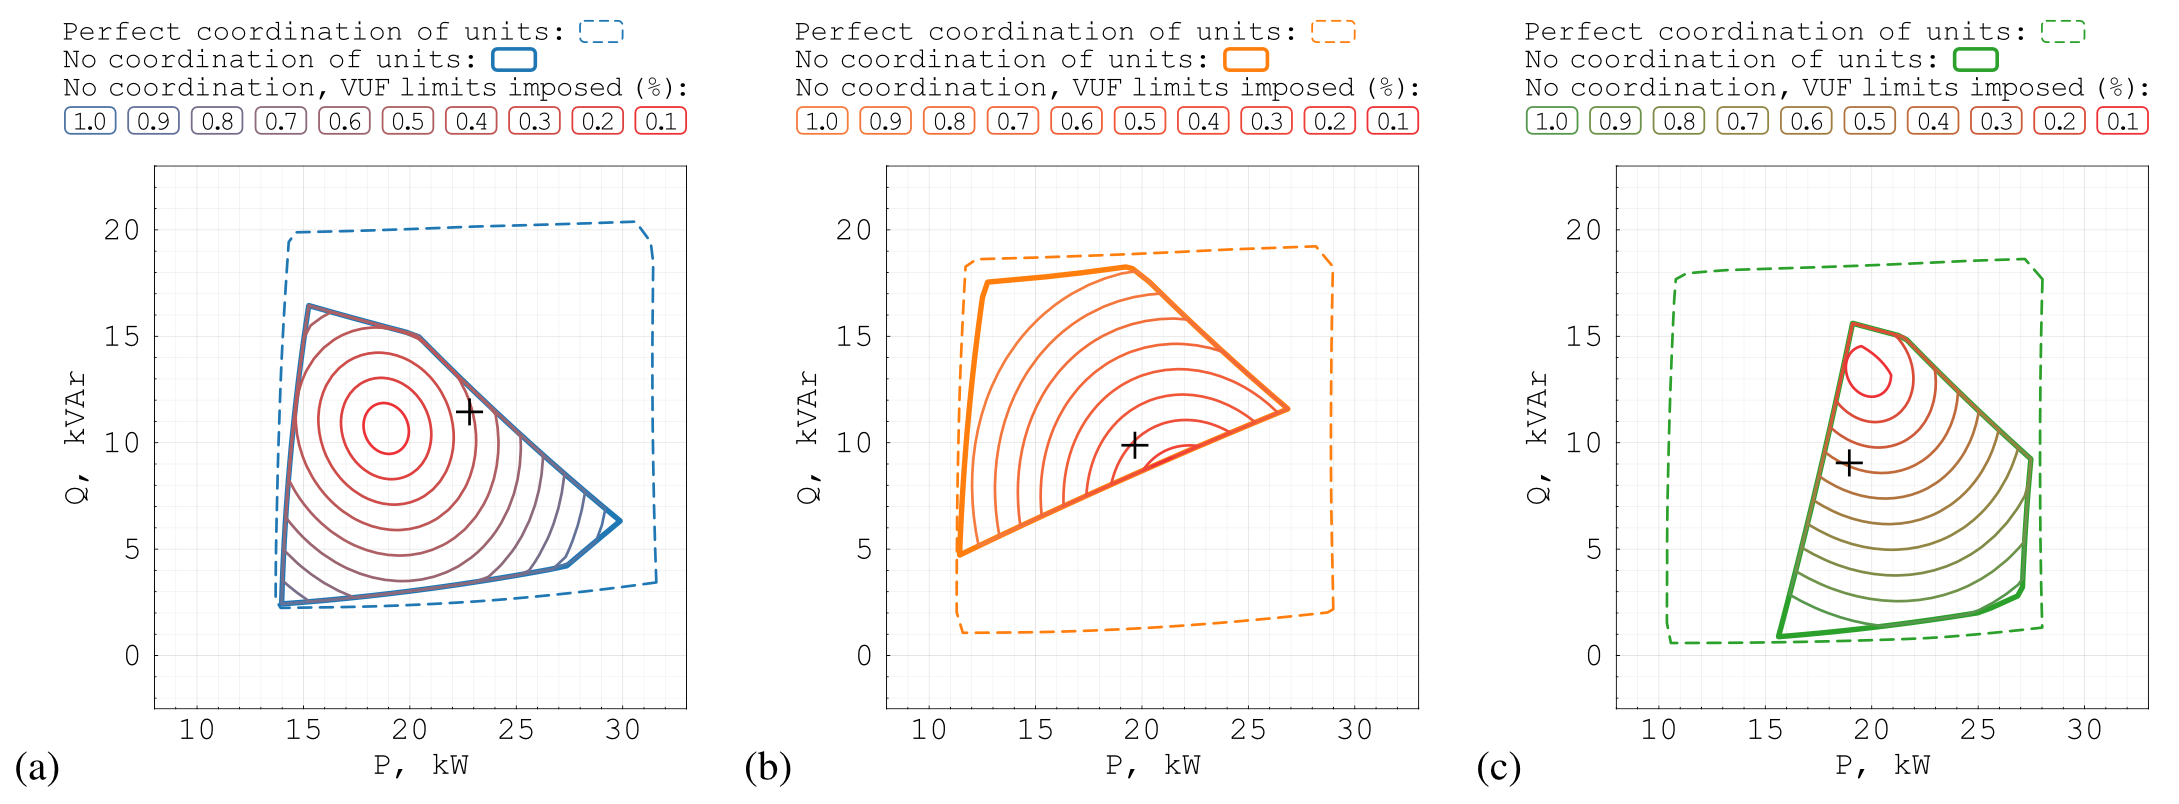 Perfect coordination of units:
No coordination of units:
No coordination, VUF limits imposed (%):
1.0 0.9 0.8 0.7 0.6 0.5 0.4 0.3 0.2 0.1
20
15
10
5
0
Q, kVAr
10 15 20 25 30
P, kW
(a)
Perfect coordination of units:
No coordination of units:
No coordination, VUF limits imposed (%):
1.0 0.9 0.8 0.7 0.6 0.5 0.4 0.3 0.2 0.1
20
15
10
5
0
Q, kVAr
10 15 20 25 30
P, kW
(b)
Perfect coordination of units:
No coordination of units:
No coordination, VUF limits imposed (%):
1.0 0.9 0.8 0.7 0.6 0.5 0.4 0.3 0.2 0.1
20
15
10
5
0
Q, kVAr
10 15 20 25 30
P, kW
(c)